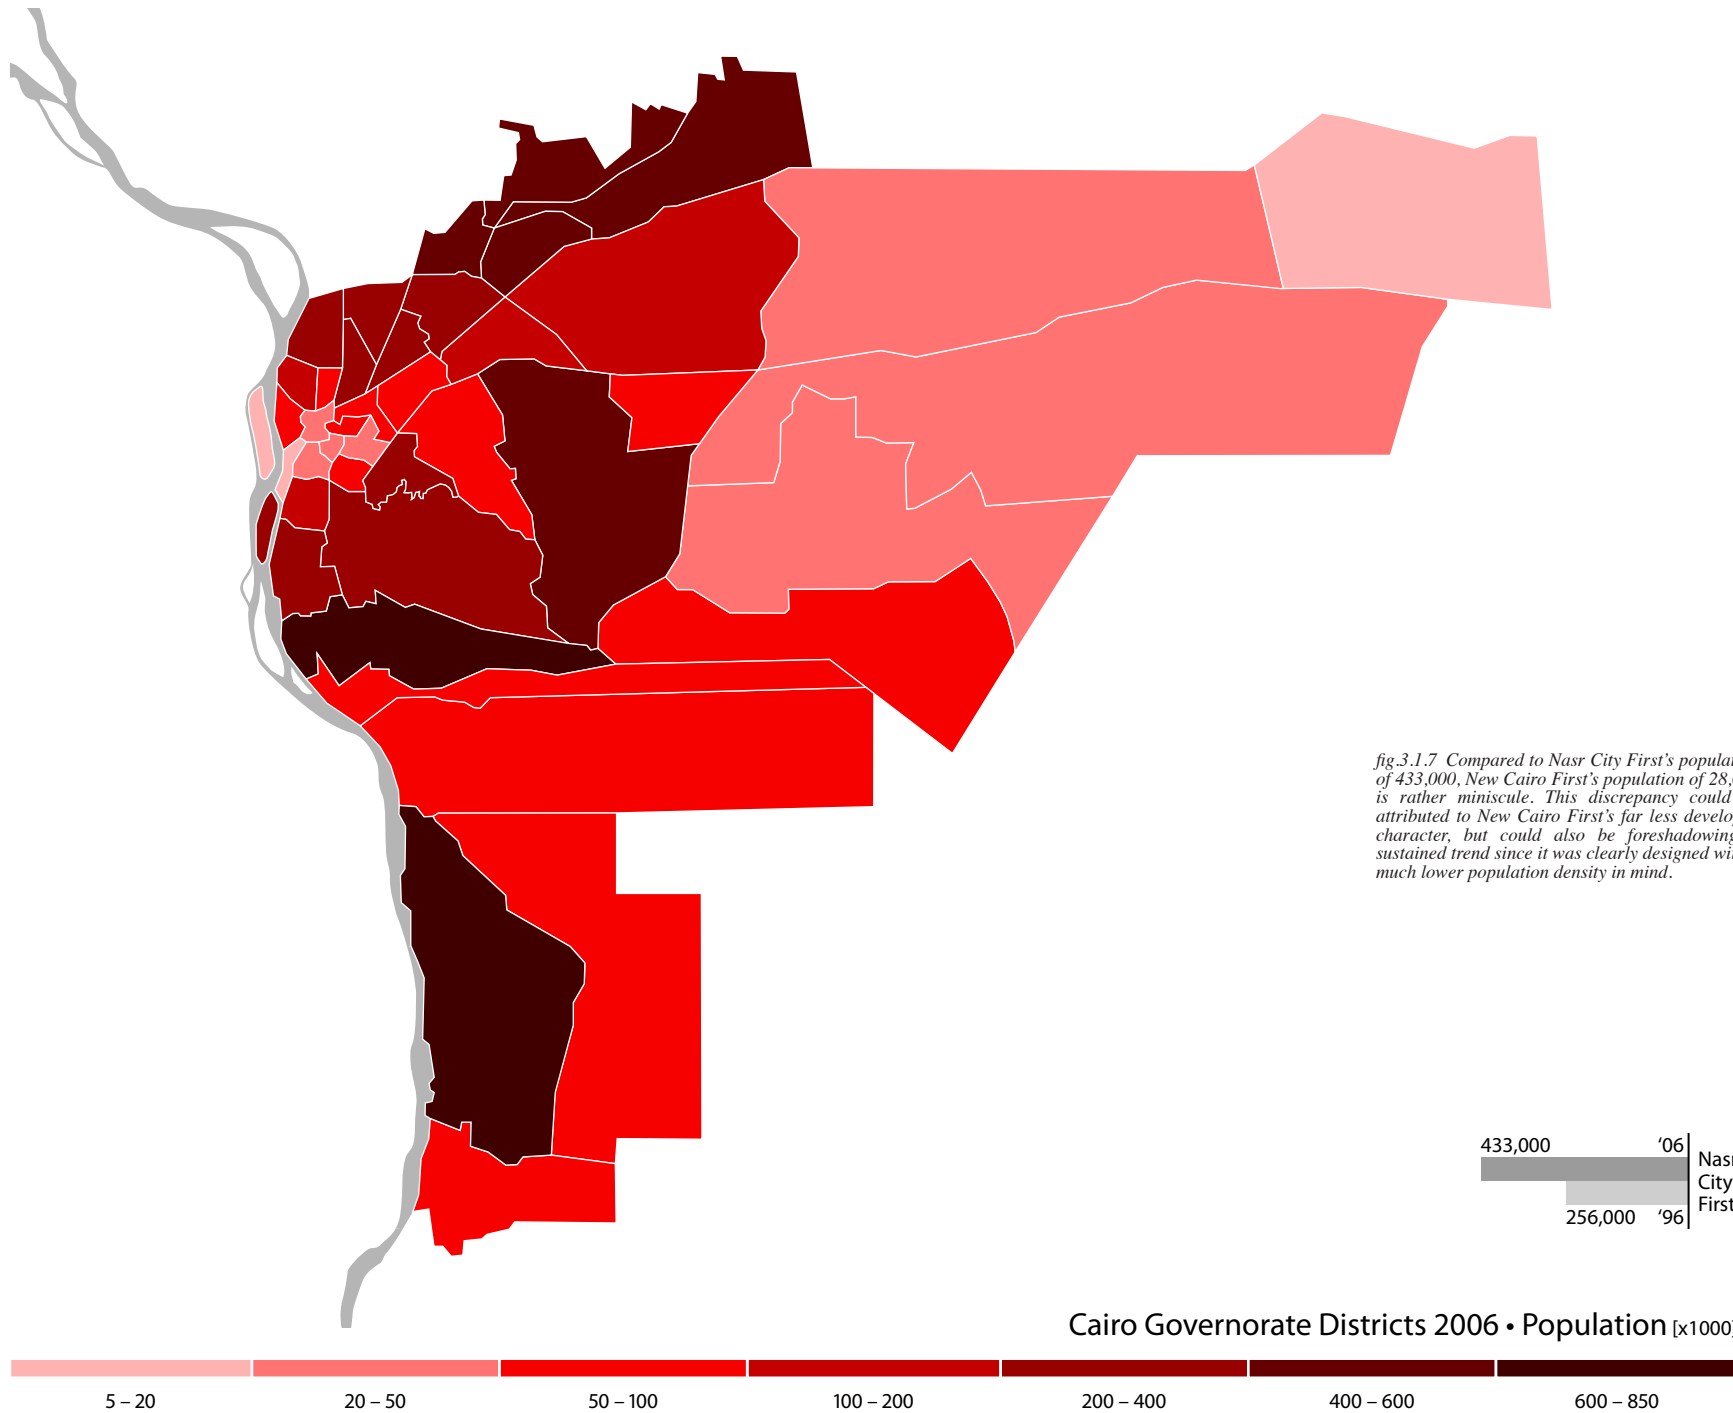 fig.3.1.7 Compared to Nasr City First's
of 433,000, New Cairo First's population of
is rather miniscule. This discrepancy could
attributed to New Cairo First's far less
character, but could also be foreshadowing
sustained trend since it was clearly designed
much lower population density in mind.
433,000 '06
Nasr
City
First
256,000 '96
Cairo Governorate Districts 2006 • Population [x1000]
5 – 20 20 – 50 50 – 100 100 – 200 200 – 400 400 – 600 600 – 850